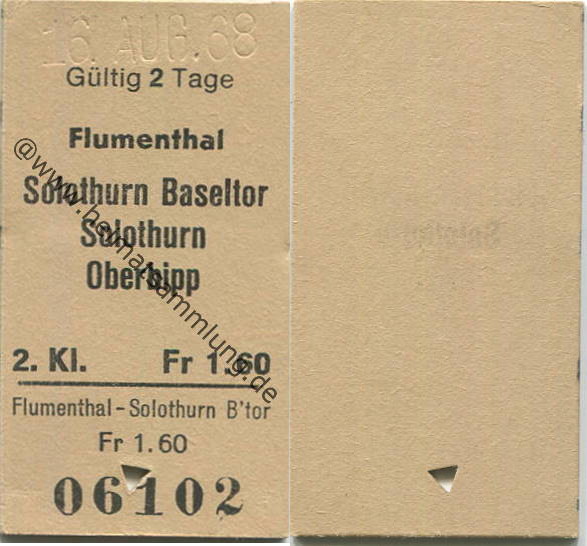 16. AUG. 68
Gültig 2 Tage
Flumenthal
Solothurn Baseltor
Solothurn
Oberbipp
2. Kl. Fr 1.60
Flumenthal-Solothurn B'tor
Fr 1.60
06102
@www.heimatsammlung.de